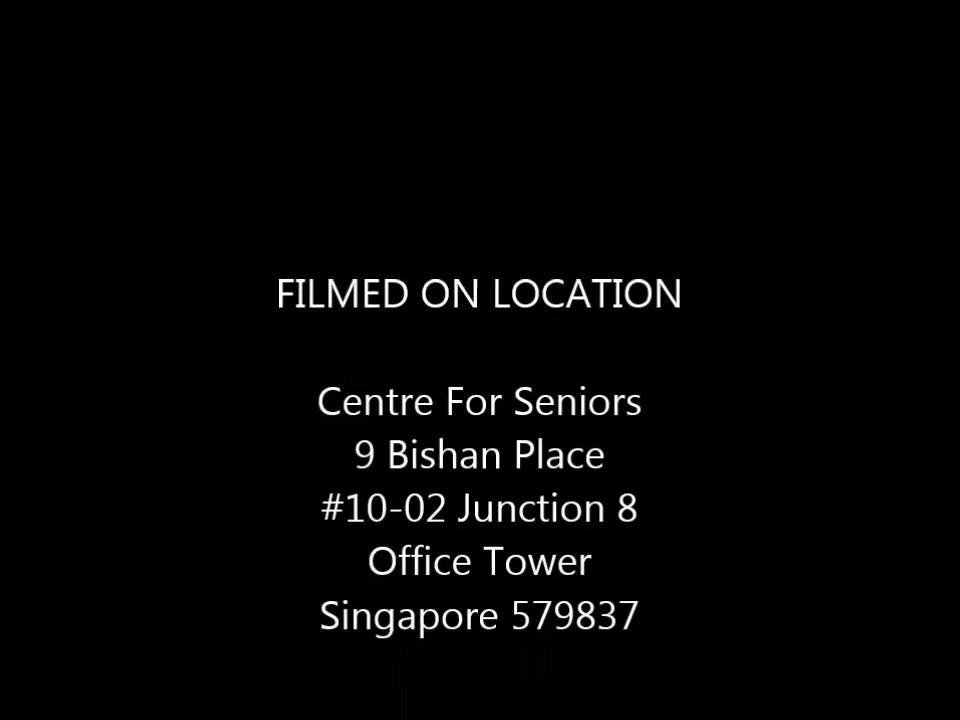 FILMED ON LOCATION
Centre For Seniors
9 Bishan Place
#10-02 Junction 8
Office Tower
Singapore 579837